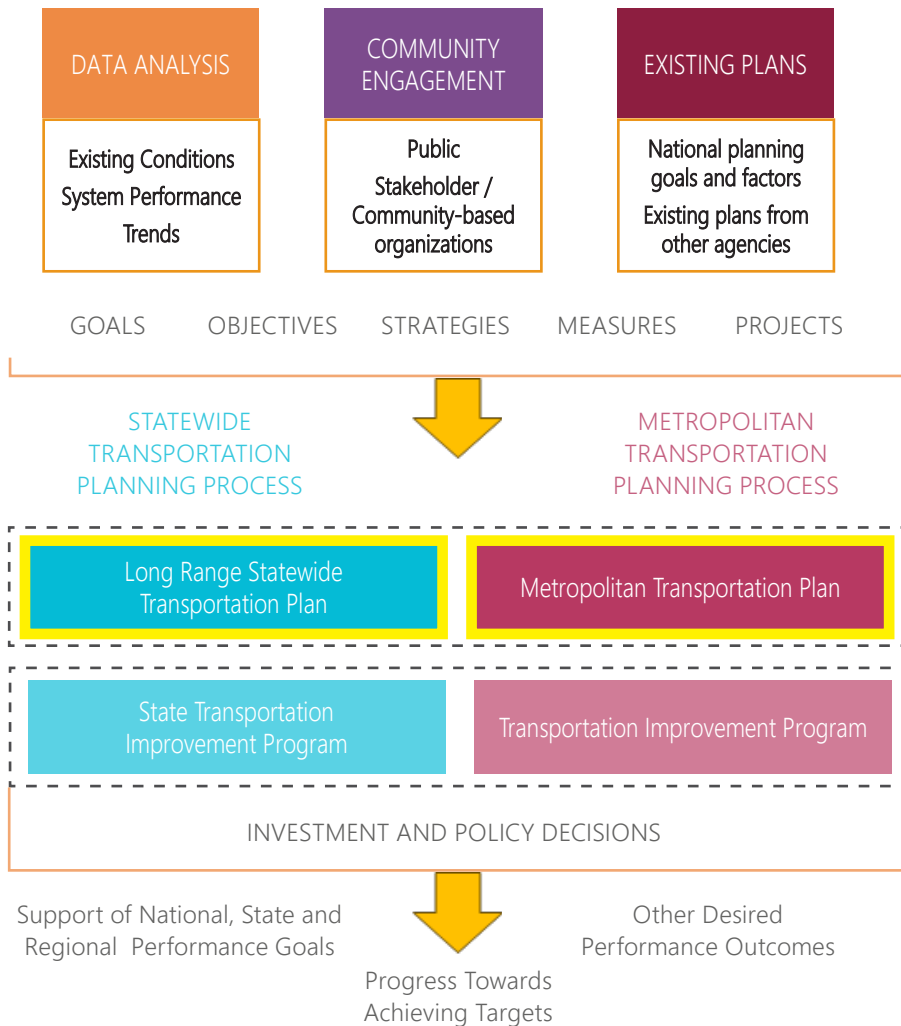 DATA ANALYSIS
COMMUNITY
ENGAGEMENT
EXISTING PLANS
Existing Conditions
System Performance
Trends
Public
Stakeholder /
Community-based
organizations
National planning
goals and factors
Existing plans from
other agencies
GOALS OBJECTIVES STRATEGIES MEASURES PROJECTS
STATEWIDE
TRANSPORTATION
PLANNING PROCESS
METROPOLITAN
TRANSPORTATION
PLANNING PROCESS
Long Range Statewide
Transportation Plan
Metropolitan Transportation Plan
State Transportation
Improvement Program
Transportation Improvement Program
INVESTMENT AND POLICY DECISIONS
Support of National, State and
Regional Performance Goals
Other Desired
Performance Outcomes
Progress Towards
Achieving Targets